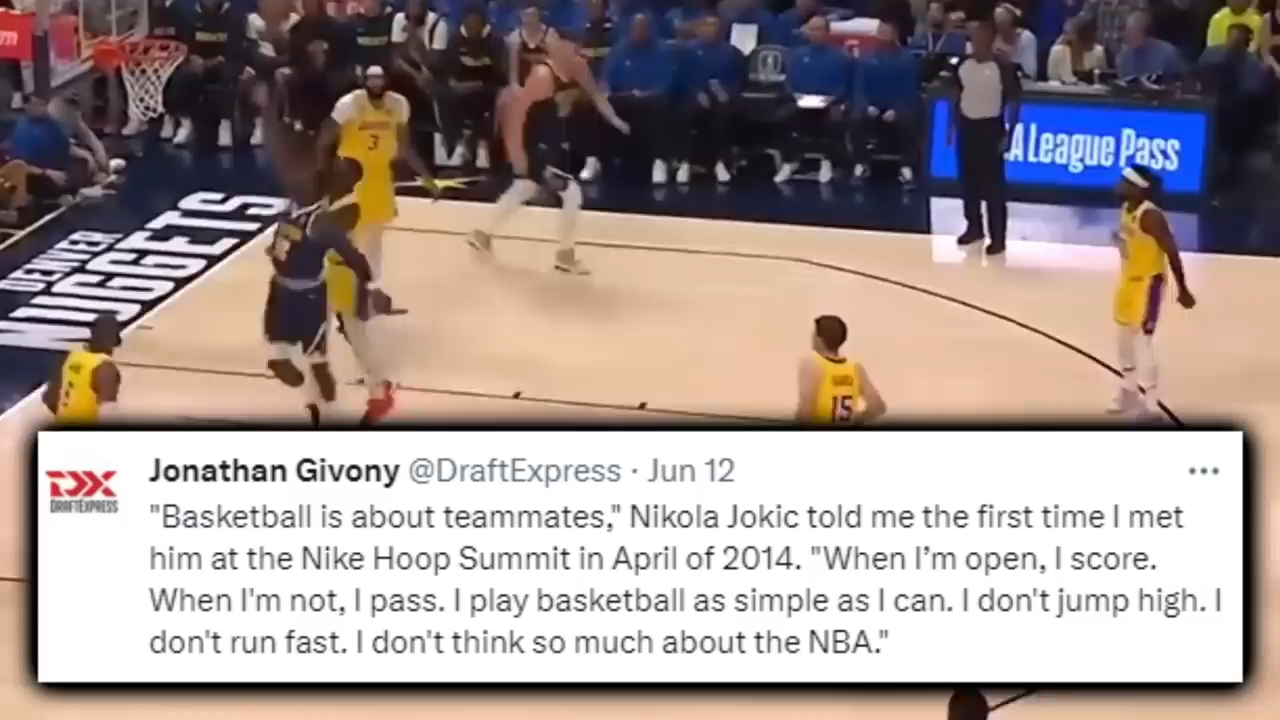 3
A League Pass
DENVER
NUGGETS
15
Jonathan Givony @DraftExpress · Jun 12
DX
DRAFTEXPRESS
"Basketball is about teammates," Nikola Jokic told me the first time I met
him at the Nike Hoop Summit in April of 2014. "When I’m open, I score.
When I'm not, I pass. I play basketball as simple as I can. I don't jump high. I
don't run fast. I don't think so much about the NBA."